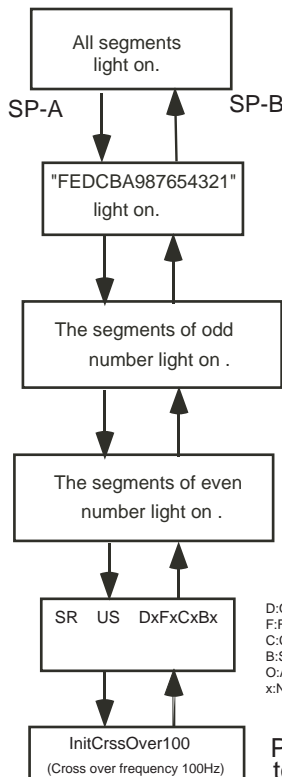 All segments
light on.
SP-A
SP-B
"FEDCBA987654321"
light on.
The segments of odd
number light on .
The segments of even
number light on .
SR US DxFxCxBx
InitCrssOver100
(Cross over frequency 100Hz)